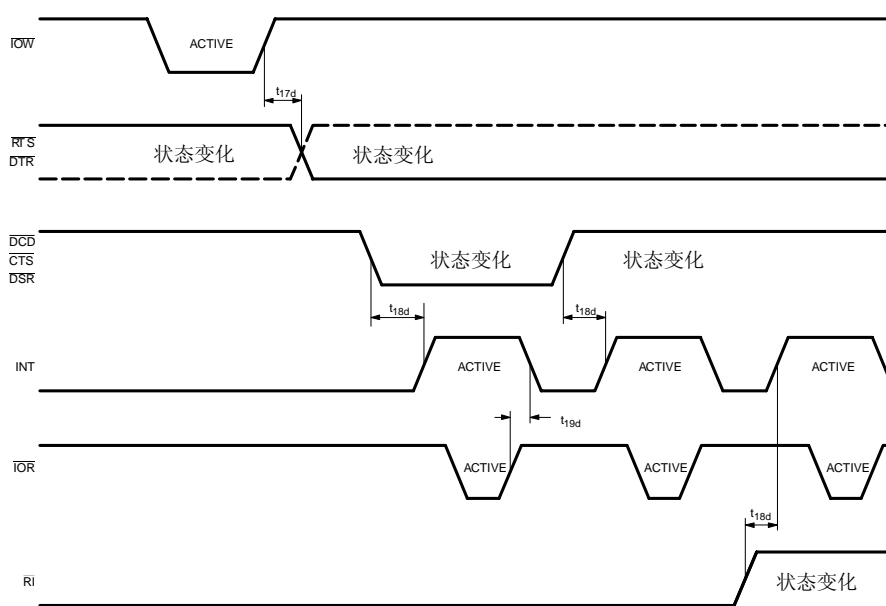 IOW
ACTIVE
t17d
RTS
DTR
状态变化 状态变化
DCD
CTS
DSR
状态变化 状态变化
t18d t18d
INT
ACTIVE ACTIVE ACTIVE
t19d
IOR
ACTIVE ACTIVE ACTIVE
t18d
RI
状态变化